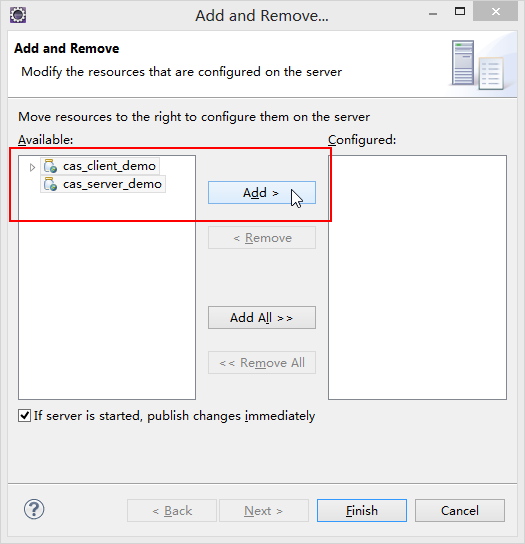 Add and Remove...
Add and Remove
Modify the resources that are configured on the server
Move resources to the right to configure them on the server
Available:
Configured:
cas_client_demo
cas_server_demo
Add >
< Remove
Add All >>
<< Remove All
If server is started, publish changes immediately
?
< Back
Next >
Finish
Cancel